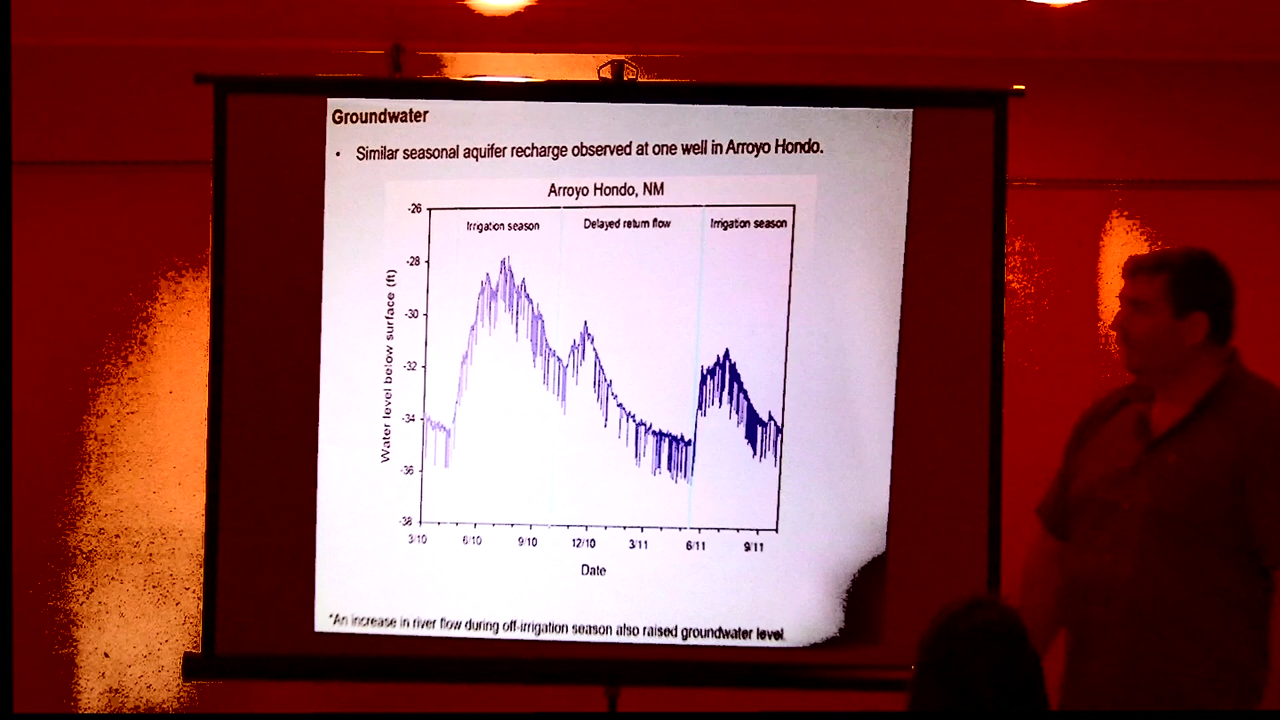 Groundwater
• Similar seasonal aquifer recharge observed at one well in Arroyo Hondo.
Arroyo Hondo, NM
Irrigation season Delayed return flow Irrigation season
-26
-28
-30
-32
-34
-36
-38
Water level below surface (ft)
3/10 6/10 9/10 12/10 3/11 6/11 9/11
Date
*An increase in river flow during off-irrigation season also raised groundwater level.